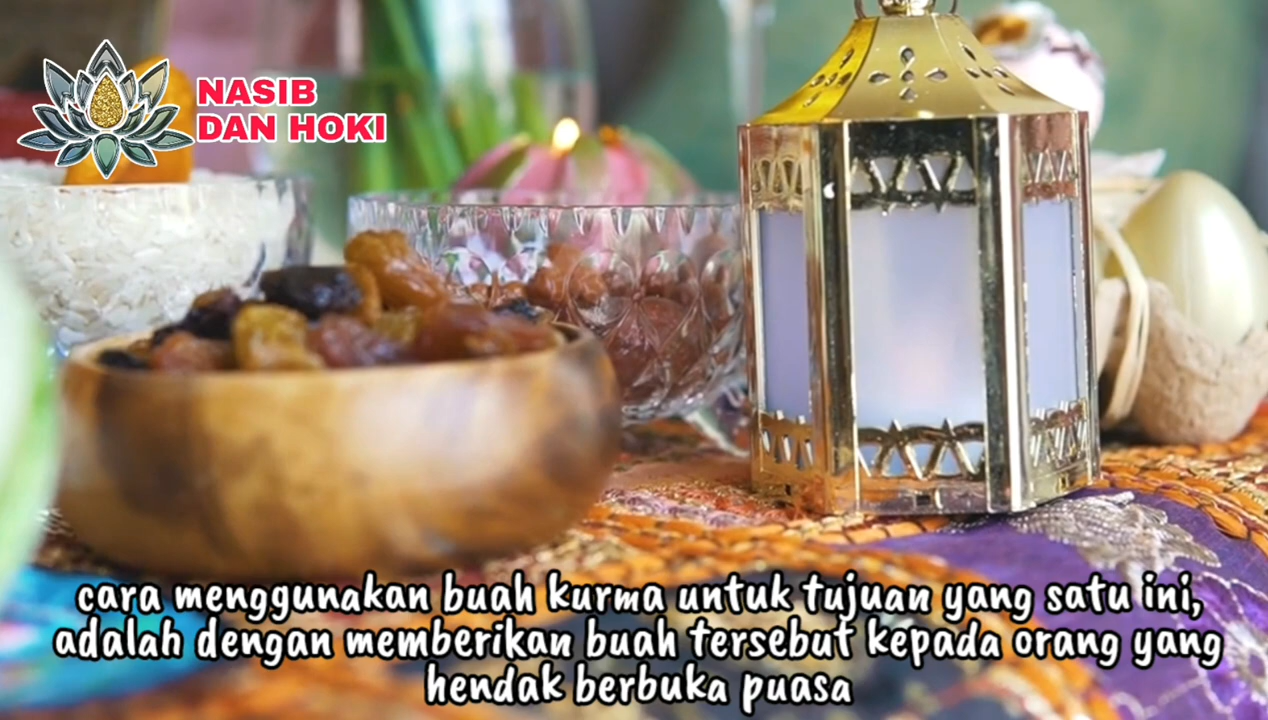 NASIB
DAN HOKI
cara menggunakan buah kurma untuk tujuan yang satu ini,
adalah dengan memberikan buah tersebut kepada orang yang
hendak berbuka puasa